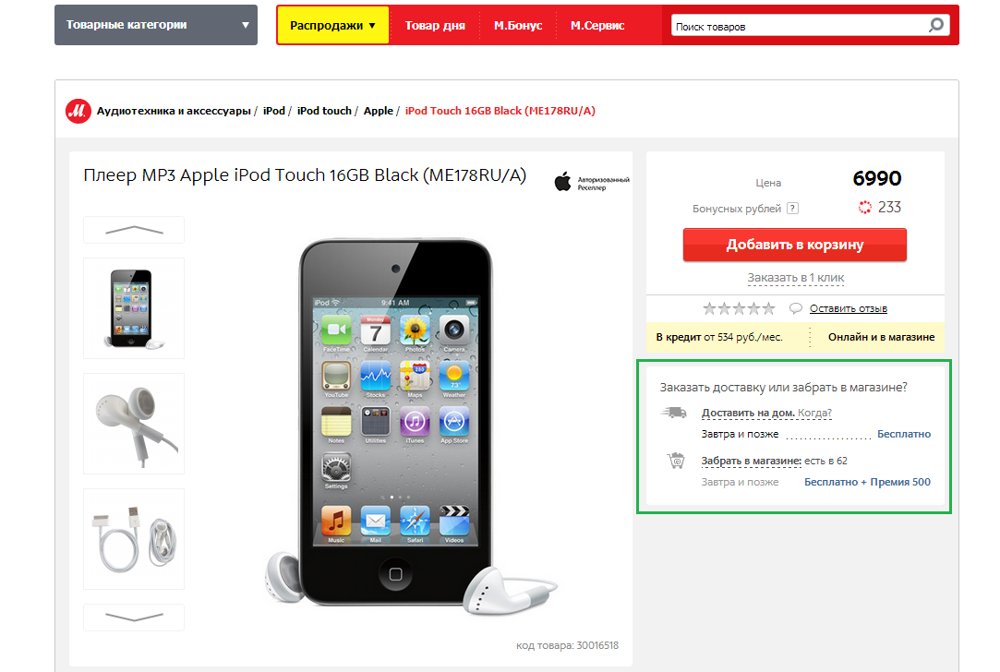 Товарные категории ▼
Распродажи ▼
Товар дня
М.Бонус
М.Сервис
Поиск товаров
М.
Аудиотехника и аксессуары / iPod / iPod touch / Apple / iPod Touch 16GB Black (ME178RU/A)
Плеер MP3 Apple iPod Touch 16GB Black (ME178RU/A)
Авторизованный
Реселлер
iPod 9:41 AM
Monday
7
FaceTime Calendar Photos Camera
280
73°
YouTube Stocks Maps Weather
Notes Utilities iTunes App Store
Settings
Music Mail Safari Videos
код товара: 30016518
Цена 6990
Бонусных рублей ? 233
Добавить в корзину
Заказать в 1 клик
Оставить отзыв
В кредит от 534 руб./мес.
Онлайн и в магазине
Заказать доставку или забрать в магазине?
Доставить на дом. Когда?
Завтра и позже .................... Бесплатно
Забрать в магазине: есть в 62
Завтра и позже Бесплатно + Премия 500